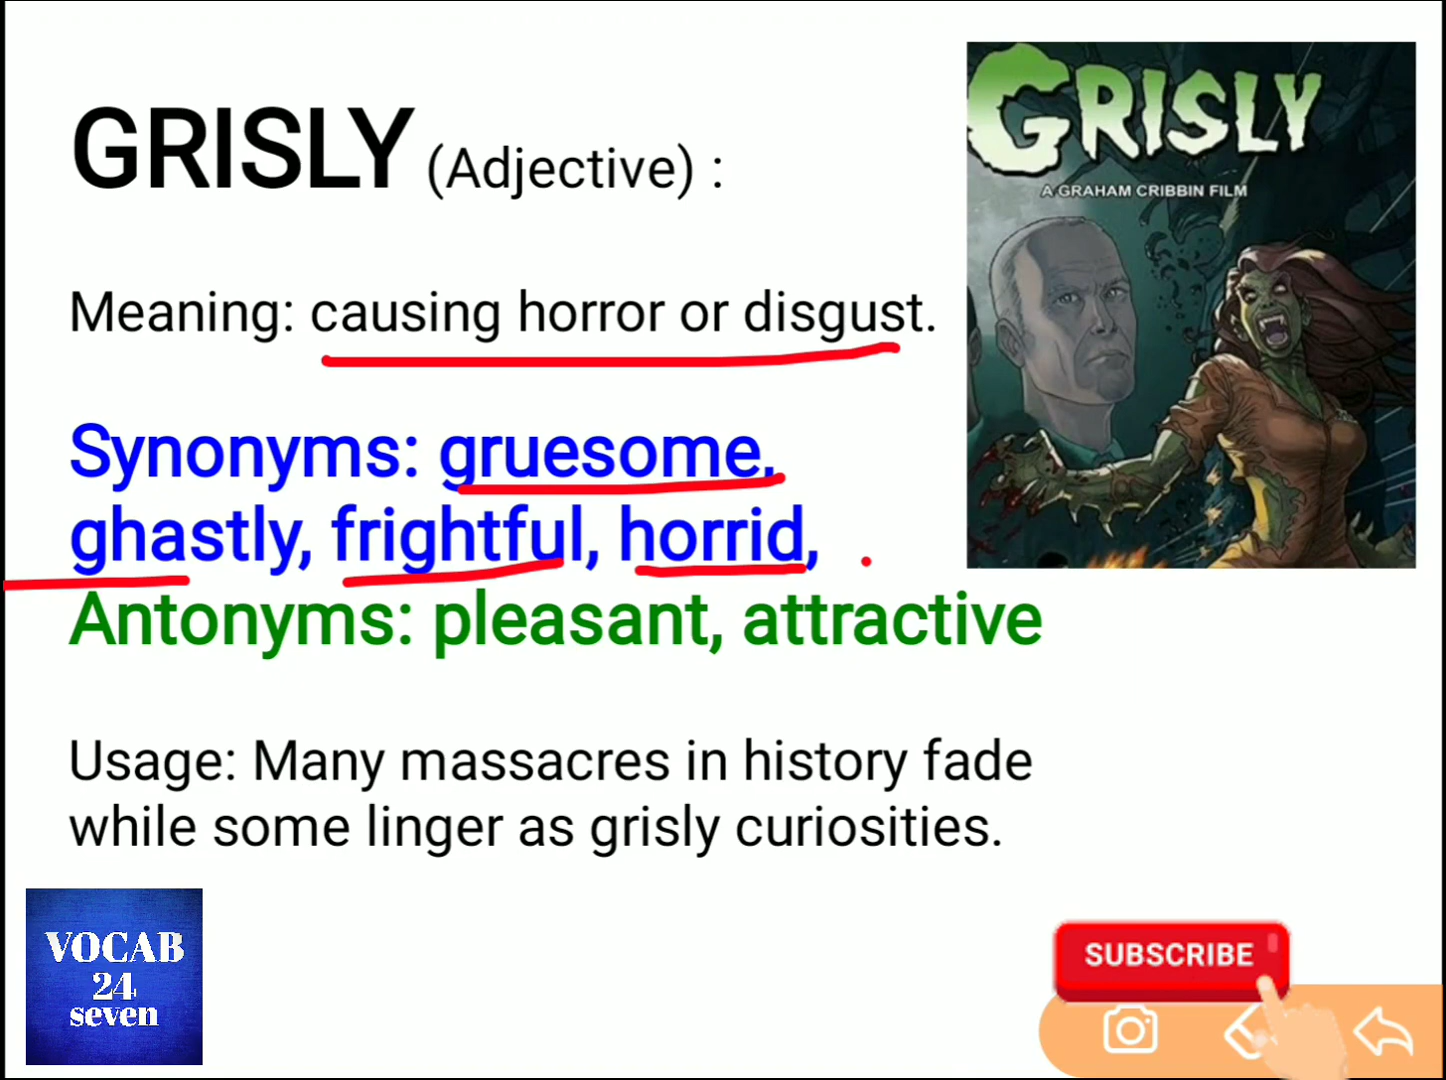 GRISLY (Adjective) :
Meaning: causing horror or disgust.
Synonyms: gruesome,
ghastly, frightful, horrid,
Antonyms: pleasant, attractive
Usage: Many massacres in history fade
while some linger as grisly curiosities.
GRISLY
A GRAHAM CRIBBIN FILM
VOCAB
24
seven
SUBSCRIBE